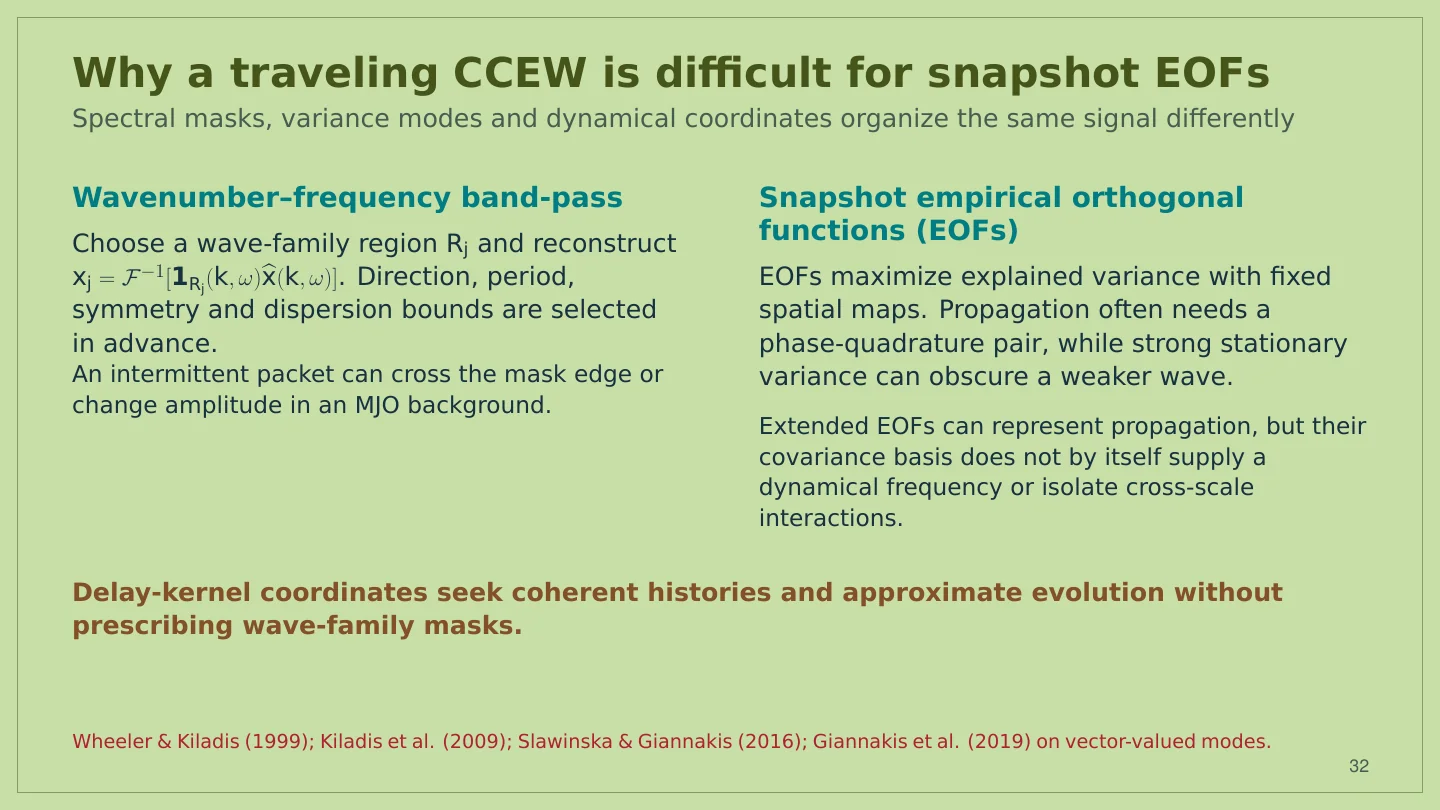 Why a traveling CCEW is difficult for snapshot EOFs
Spectral masks, variance modes and dynamical coordinates organize the same signal differently
Wavenumber–frequency band-pass
Choose a wave-family region Rⱼ and reconstruct
xⱼ = ℱ⁻¹[𝟏_{Rⱼ}(k, ω)x̂(k, ω)]. Direction, period,
symmetry and dispersion bounds are selected
in advance.
An intermittent packet can cross the mask edge or
change amplitude in an MJO background.
Snapshot empirical orthogonal
functions (EOFs)
EOFs maximize explained variance with fixed
spatial maps. Propagation often needs a
phase-quadrature pair, while strong stationary
variance can obscure a weaker wave.
Extended EOFs can represent propagation, but their
covariance basis does not by itself supply a
dynamical frequency or isolate cross-scale
interactions.
Delay-kernel coordinates seek coherent histories and approximate evolution without
prescribing wave-family masks.
Wheeler & Kiladis (1999); Kiladis et al. (2009); Slawinska & Giannakis (2016); Giannakis et al. (2019) on vector-valued modes.
32